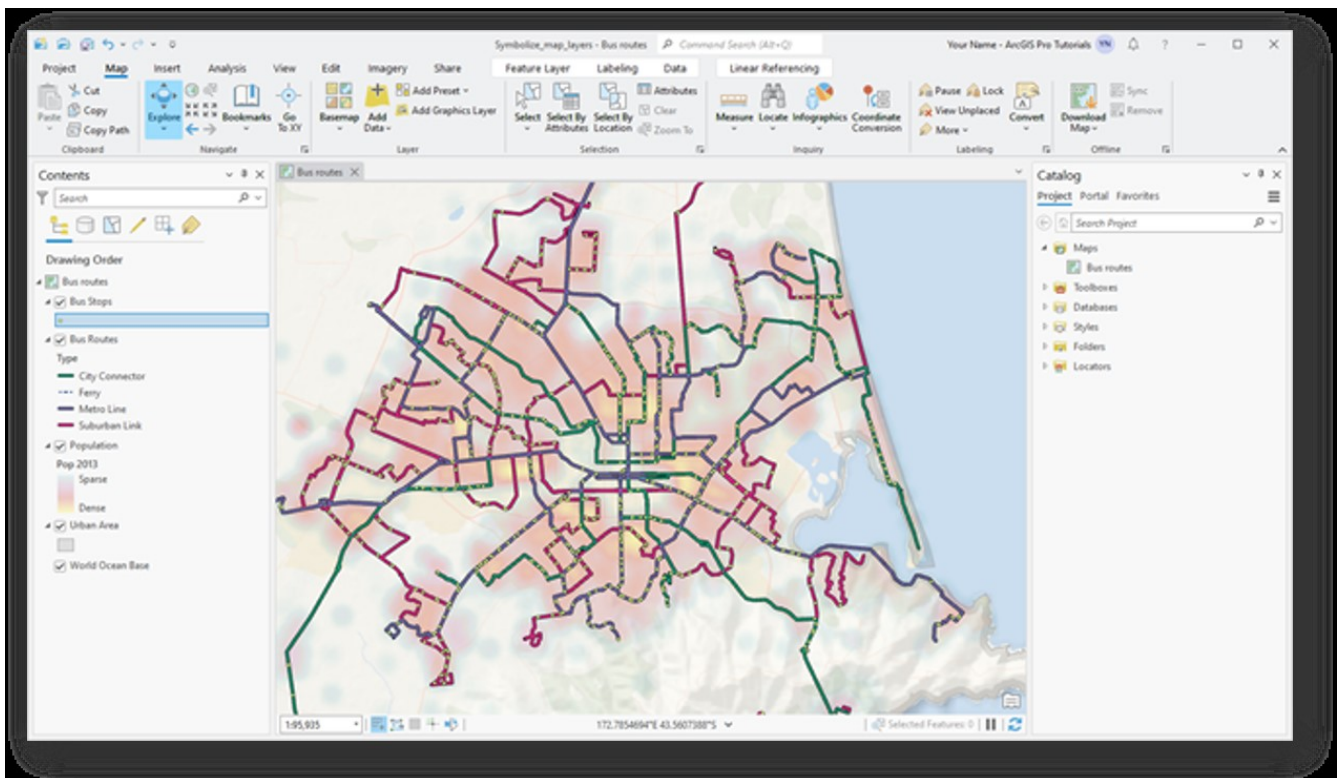 Symbolize_map_layers - Bus routes
Command Search (Alt+Q)
Your Name - ArcGIS Pro Tutorials
YN
Project Map Insert Analysis View Edit Imagery Share Feature Layer Labeling Data Linear Referencing
Paste
Cut
Copy
Copy Path
Clipboard
Explore
Bookmarks
Go
To XY
Navigate
Basemap
Add
Data
Add Preset
Add Graphics Layer
Layer
Select
Select By
Attributes
Select By
Location
Attributes
Clear
Zoom To
Selection
Measure
Locate
Infographics
Coordinate
Conversion
Inquiry
Pause
Lock
View Unplaced
More
Convert
Labeling
Download
Map
Sync
Remove
Offline
Contents
Search
Drawing Order
Bus routes
Bus Stops
Bus Routes
Type
City Connector
Ferry
Metro Line
Suburban Link
Population
Pop 2013
Sparse
Dense
Urban Area
World Ocean Base
Bus routes
1:95,935
172.7854694°E 43.5607388°S
Selected Features: 0
Catalog
Project Portal Favorites
Search Project
Maps
Bus routes
Toolboxes
Databases
Styles
Folders
Locators